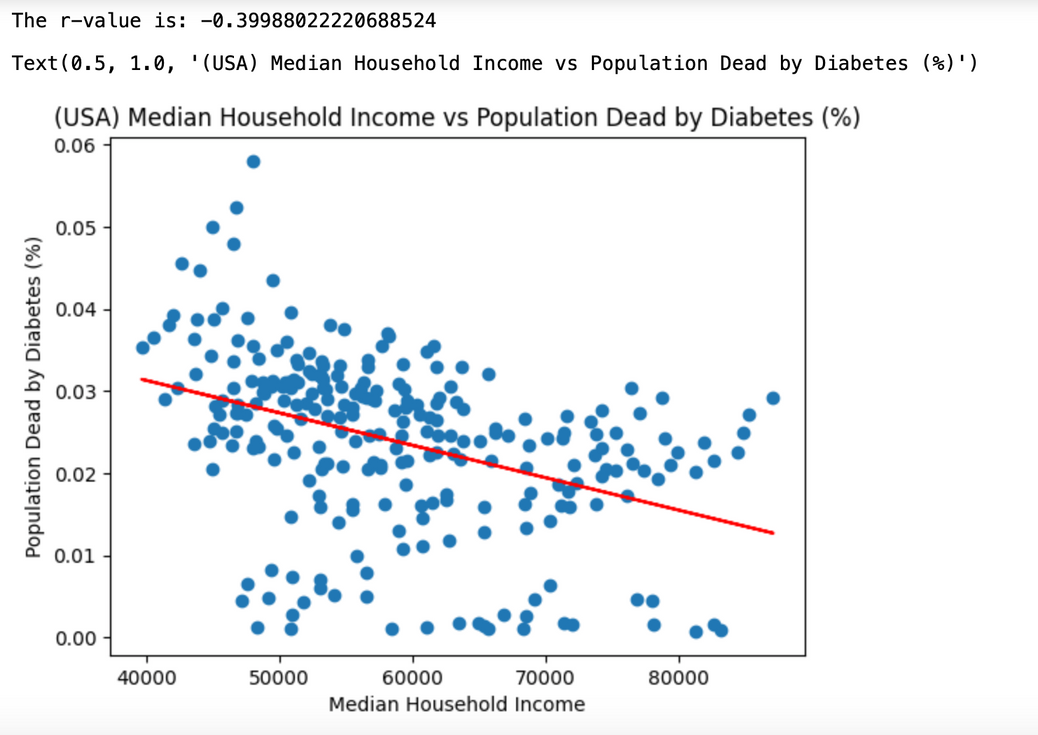 The r-value is: -0.39988022220688524
Text(0.5, 1.0, '(USA) Median Household Income vs Population Dead by Diabetes (%)')
(USA) Median Household Income vs Population Dead by Diabetes (%)
0.06
0.05
0.04
0.03
0.02
0.01
0.00
Population Dead by Diabetes (%)
40000 50000 60000 70000 80000
Median Household Income